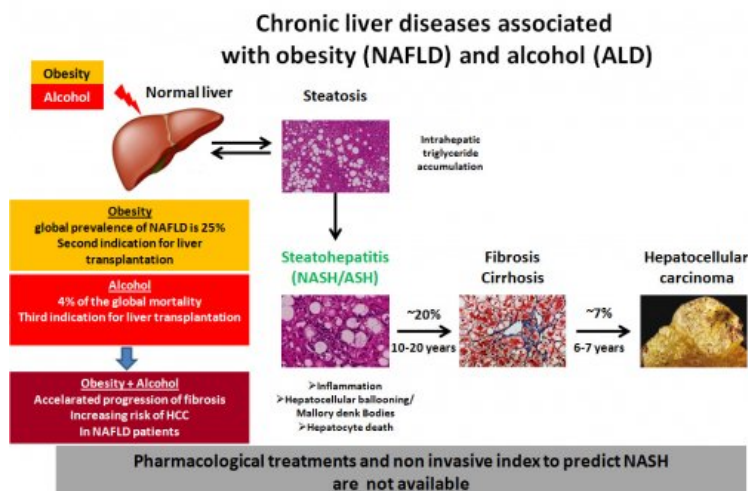 Chronic liver diseases associated
with obesity (NAFLD) and alcohol (ALD)
Obesity
Alcohol
Normal liver
Steatosis
Intrahepatic
triglyceride
accumulation
Obesity
global prevalence of NAFLD is 25%
Second indication for liver
transplantation
Alcohol
4% of the global mortality
Third indication for liver transplantation
Obesity + Alcohol
Accelarated progression of fibrosis
Increasing risk of HCC
In NAFLD patients
Steatohepatitis
(NASH/ASH)
Fibrosis
Cirrhosis
Hepatocellular
carcinoma
~20%
10-20 years
~7%
6-7 years
➢Inflammation
➢Hepatocellular ballooning/
Mallory denk Bodies
➢Hepatocyte death
Pharmacological treatments and non invasive index to predict NASH
are not available